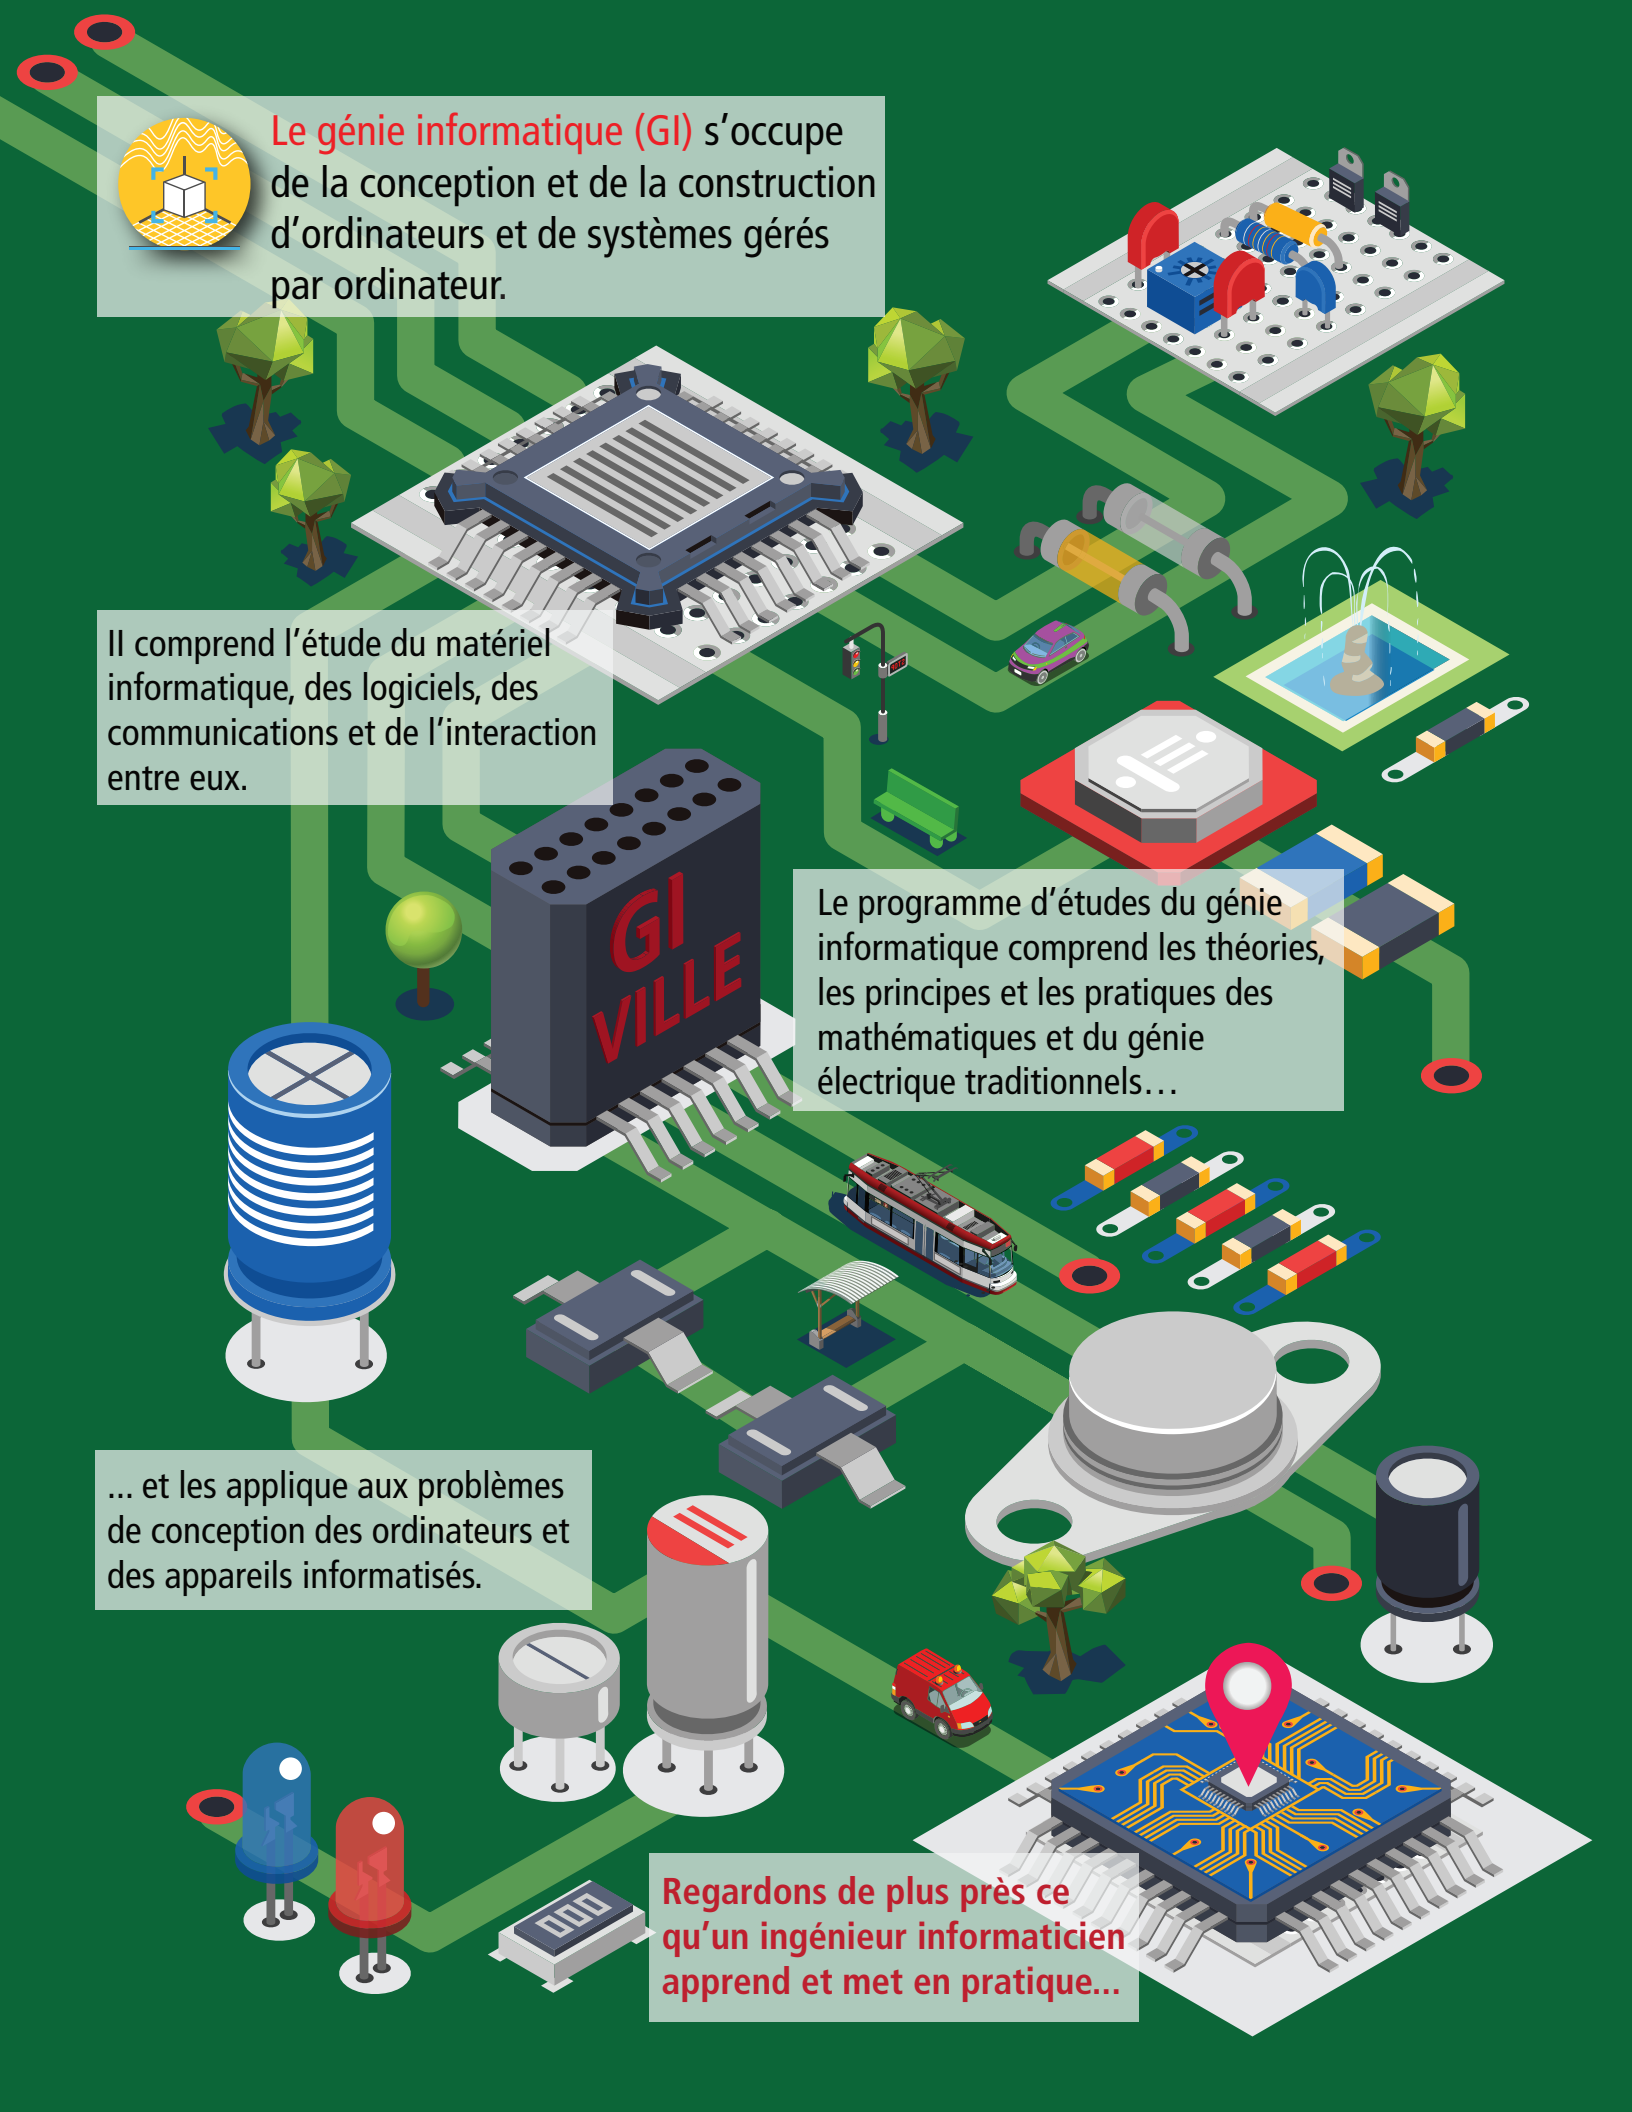 Le génie informatique (GI) s’occupe
de la conception et de la construction
d’ordinateurs et de systèmes gérés
par ordinateur.
Il comprend l’étude du matériel
informatique, des logiciels, des
communications et de l’interaction
entre eux.
GI
VILLE
Le programme d’études du génie
informatique comprend les théories,
les principes et les pratiques des
mathématiques et du génie
électrique traditionnels…
... et les applique aux problèmes
de conception des ordinateurs et
des appareils informatisés.
000
Regardons de plus près ce
qu’un ingénieur informaticien
apprend et met en pratique...